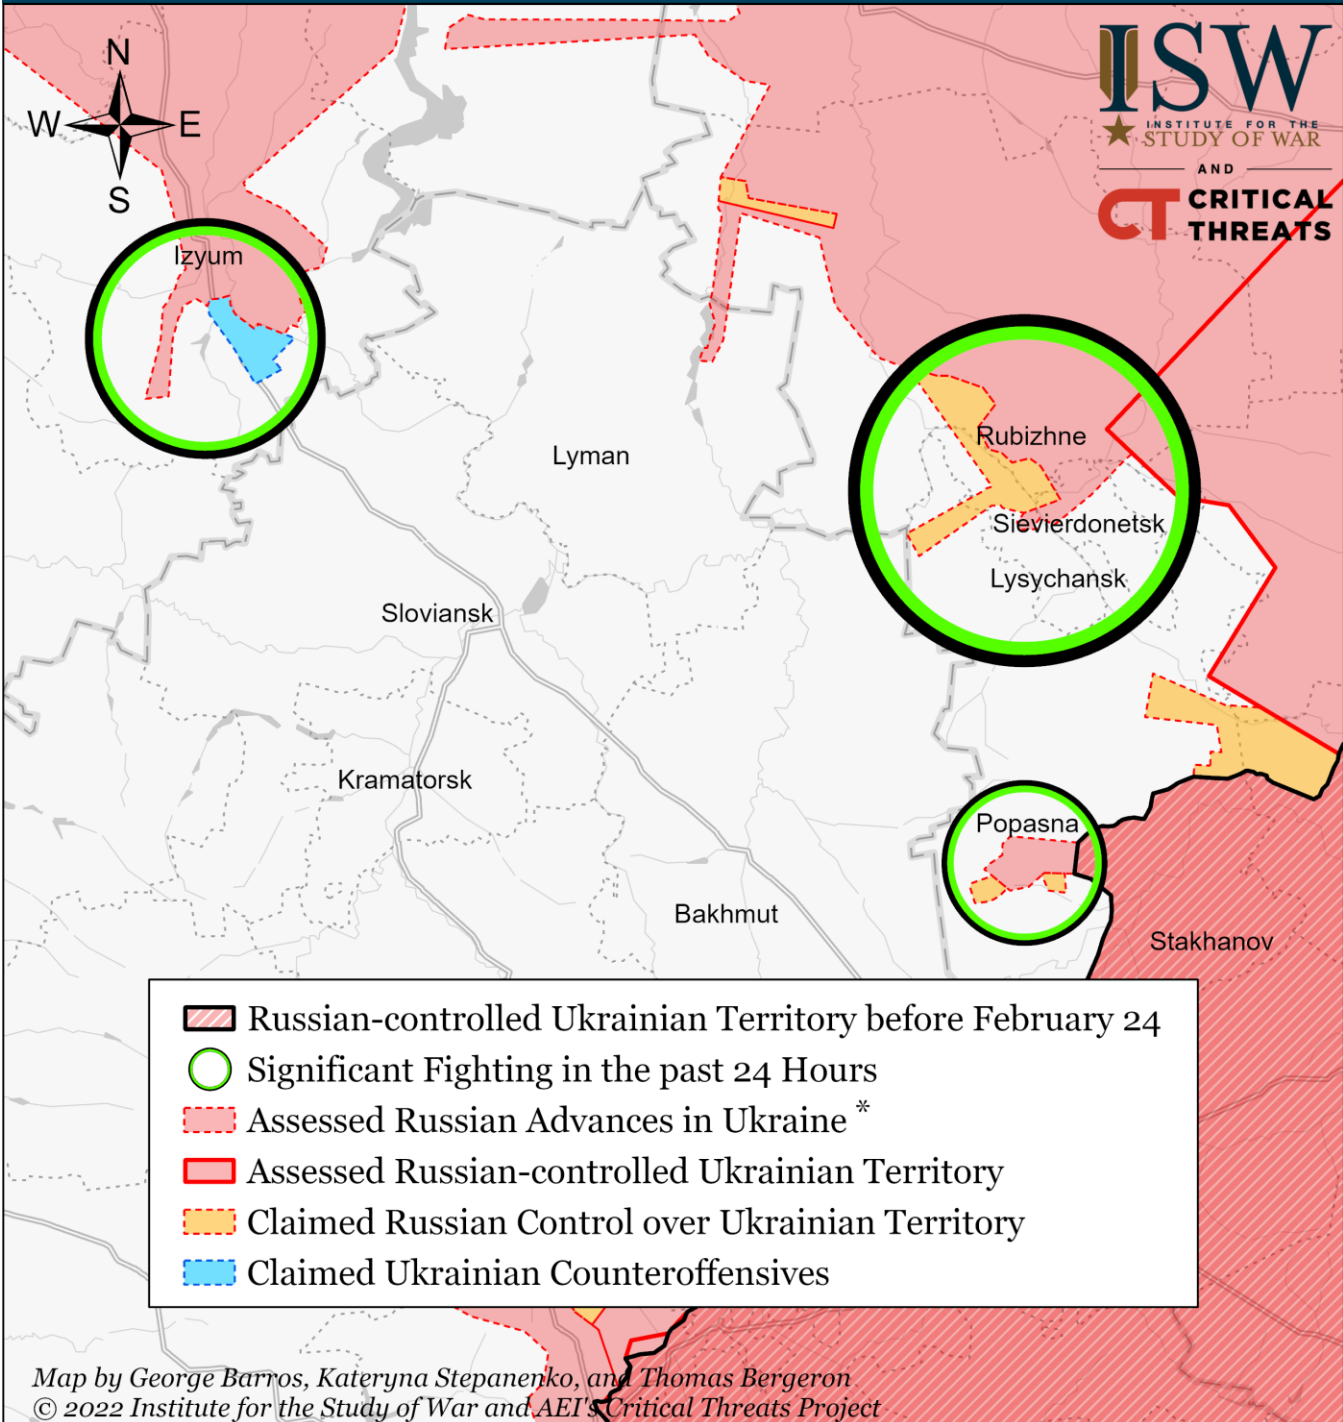 N
W E
S
ISW
INSTITUTE FOR THE
STUDY OF WAR
AND
CT CRITICAL
THREATS
Izyum
Rubizhne
Lyman
Sievierdonetsk
Lysychansk
Sloviansk
Kramatorsk
Popasna
Bakhmut
Stakhanov
Russian-controlled Ukrainian Territory before February 24
Significant Fighting in the past 24 Hours
Assessed Russian Advances in Ukraine *
Assessed Russian-controlled Ukrainian Territory
Claimed Russian Control over Ukrainian Territory
Claimed Ukrainian Counteroffensives
Map by George Barros, Kateryna Stepanenko, and Thomas Bergeron
© 2022 Institute for the Study of War and AEI's Critical Threats Project